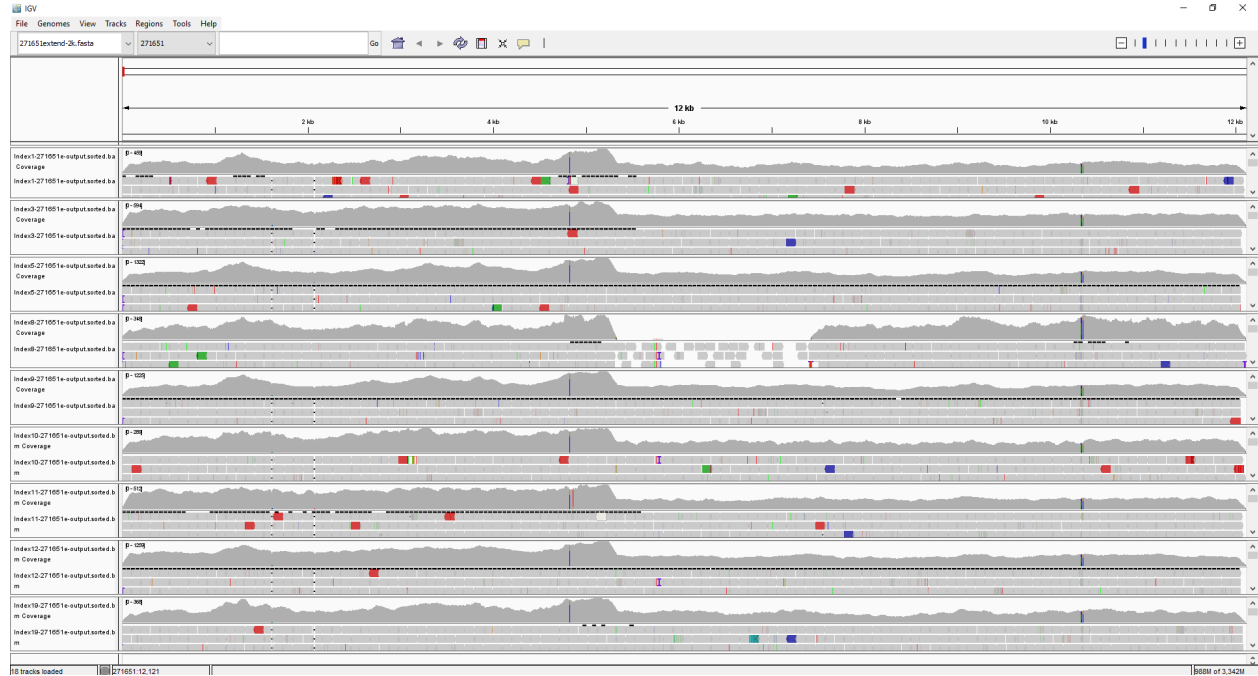 IGV
File Genomes View Tracks Regions Tools Help
271651extend-2k.fasta 271651 Go
12 kb
2 kb 4 kb 6 kb 8 kb 10 kb 12 kb
Index1-271651e-output.sorted.ba
Coverage
Index1-271651e-output.sorted.ba
Index3-271651e-output.sorted.ba
Coverage
Index3-271651e-output.sorted.ba
Index5-271651e-output.sorted.ba
Coverage
Index5-271651e-output.sorted.ba
Index8-271651e-output.sorted.ba
Coverage
Index8-271651e-output.sorted.ba
Index9-271651e-output.sorted.ba
Coverage
Index9-271651e-output.sorted.ba
Index10-271651e-output.sorted.b
m Coverage
Index10-271651e-output.sorted.b
m
Index11-271651e-output.sorted.b
m Coverage
Index11-271651e-output.sorted.b
m
Index12-271651e-output.sorted.b
m Coverage
Index12-271651e-output.sorted.b
m
Index19-271651e-output.sorted.b
m Coverage
Index19-271651e-output.sorted.b
m
18 tracks loaded 271651:12,121 988M of 3,342M